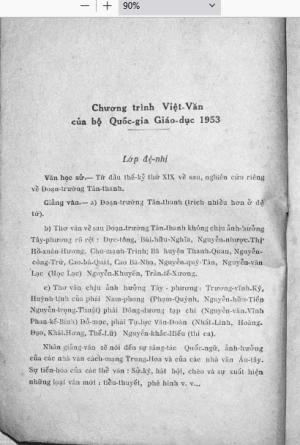 90%
Chương trình Việt-Văn
của bộ Quốc-gia Giáo-dục 1953
Lớp đệ-nhị
Văn học sử.— Từ đầu thế-kỷ thứ XIX về sau, nghiên cứu riêng
về Đoạn-trường Tân-thanh.
Giảng văn.— a) Đoạn-trường Tân-thanh (trích nhiều hơn ở đệ
tứ).
b) Thơ văn về sau Đoạn-trường Tân-thanh không chịu ảnh-hưởng
Tây-phương rõ rệt : Dực-tông, Bùi-hữu-Nghĩa, Nguyễn-nhược-Thị
Hồ-xuân-Hương, Chu-mạnh-Trinh; Bà huyện Thanh-Quan, Nguyễn-
công-Trứ, Cao-bá-Quát, Cao Bá-Nhạ, Nguyễn-quý-Tân, Nguyễn-văn
Lạc (Học Lạc) Nguyễn-Khuyến, Trần-tế-Xương.
c) Thơ văn chịu ảnh hưởng Tây - phương : Trương-vĩnh-Ký,
Huỳnh-tịnh của phái Nam-phong (Phạm-Quỳnh, Nguyễn-hữu-Tiến
Nguyễn-trọng-Thuật) phái Đông-dương tạp chí (Nguyễn-văn-Vĩnh
Phan-kế-Bính) Đỗ-mục, phái Tự-lực Văn-Đoàn (Nhất-Linh, Hoàng-
Đạo, Khái-Hưng, Thế-Lữ) Nguyễn-khắc-Hiếu (thi ca).
Nhân giảng-văn sẽ nói đến sự sáng-tác Quốc-ngữ, ảnh-hưởng
của các nhà văn cách-mạng Trung-Hoa và của các nhà văn Âu-tây.
Sự tiến-hóa của các thể văn : Sử-ký, hát bội, chèo và sự xuất hiện
những loại văn mới : tiểu-thuyết, phê bình v. v...